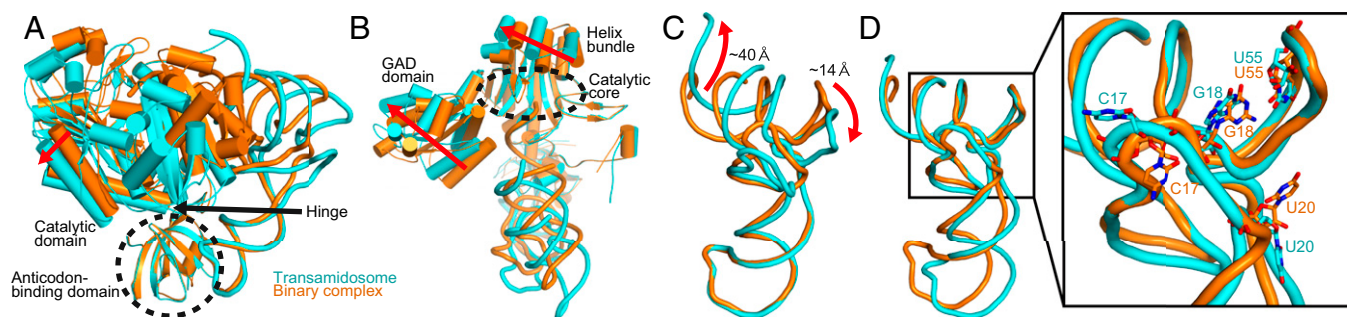 A
Catalytic
domain
Anticodon-
binding domain
Hinge
Transamidosome
Binary complex
B
GAD
domain
Helix
bundle
Catalytic
core
C
~40 Å
~14 Å
D
C17
C17
G18
G18
U55
U55
U20
U20